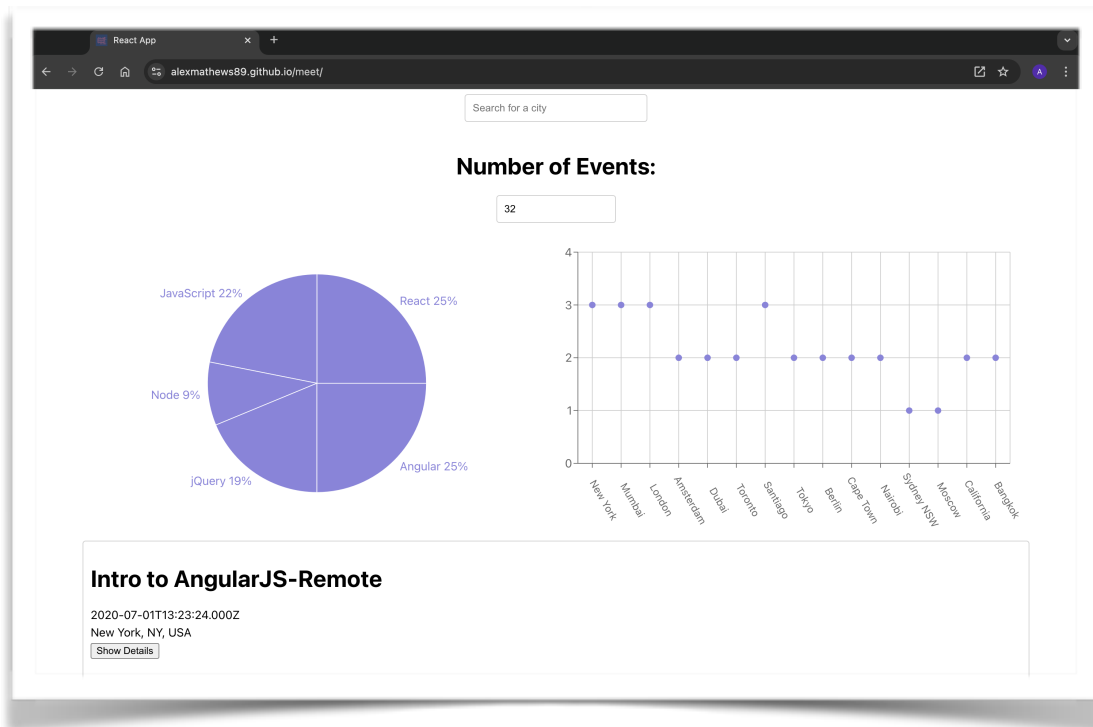 React App
alexmathews89.github.io/meet/
A
Search for a city
Number of Events:
32
JavaScript 22%
React 25%
Node 9%
jQuery 19%
Angular 25%
4
3
2
1
0
New York
Mumbai
London
Amsterdam
Dubai
Toronto
Santiago
Tokyo
Berlin
Cape Town
Nairobi
Sydney NSW
Moscow
California
Bangkok
Intro to AngularJS-Remote
2020-07-01T13:23:24.000Z
New York, NY, USA
Show Details